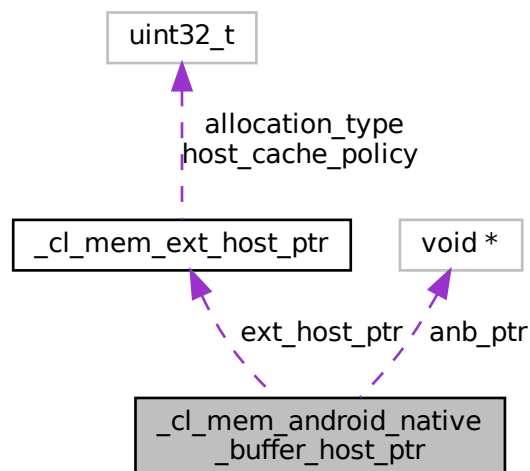 uint32_t
allocation_type
host_cache_policy
_cl_mem_ext_host_ptr
void *
ext_host_ptr
anb_ptr
_cl_mem_android_native
_buffer_host_ptr